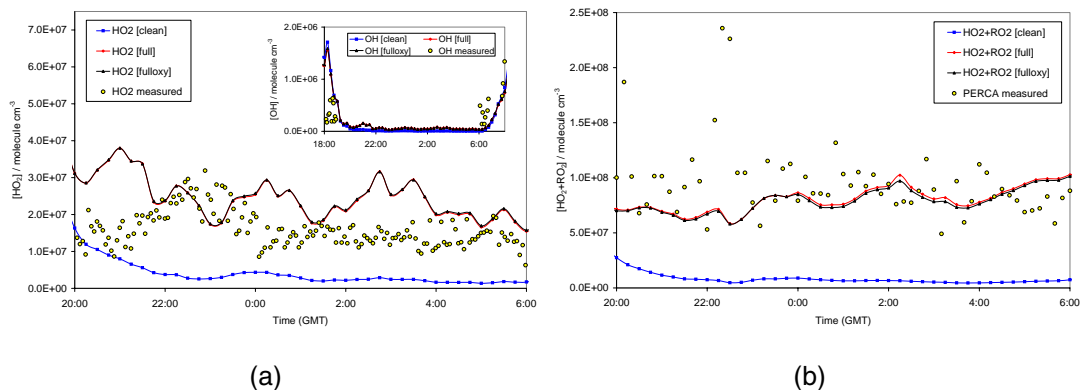 7.0E+07
6.0E+07
5.0E+07
4.0E+07
3.0E+07
2.0E+07
1.0E+07
0.0E+00
[HO2] / molecule cm-3
HO2 [clean]
HO2 [full]
HO2 [fulloxy]
HO2 measured
2.0E+06
1.0E+06
0.0E+00
[OH] / molecule cm-3
OH [clean] OH [full]
OH [fulloxy] OH measured
18:00 22:00 2:00 6:00
20:00 22:00 0:00 2:00 4:00 6:00
Time (GMT)
(a)
2.5E+08
2.0E+08
1.5E+08
1.0E+08
5.0E+07
0.0E+00
[HO2+RO2] / molecule cm-3
HO2+RO2 [clean]
HO2+RO2 [full]
HO2+RO2 [fulloxy]
PERCA measured
20:00 22:00 0:00 2:00 4:00 6:00
Time (GMT)
(b)